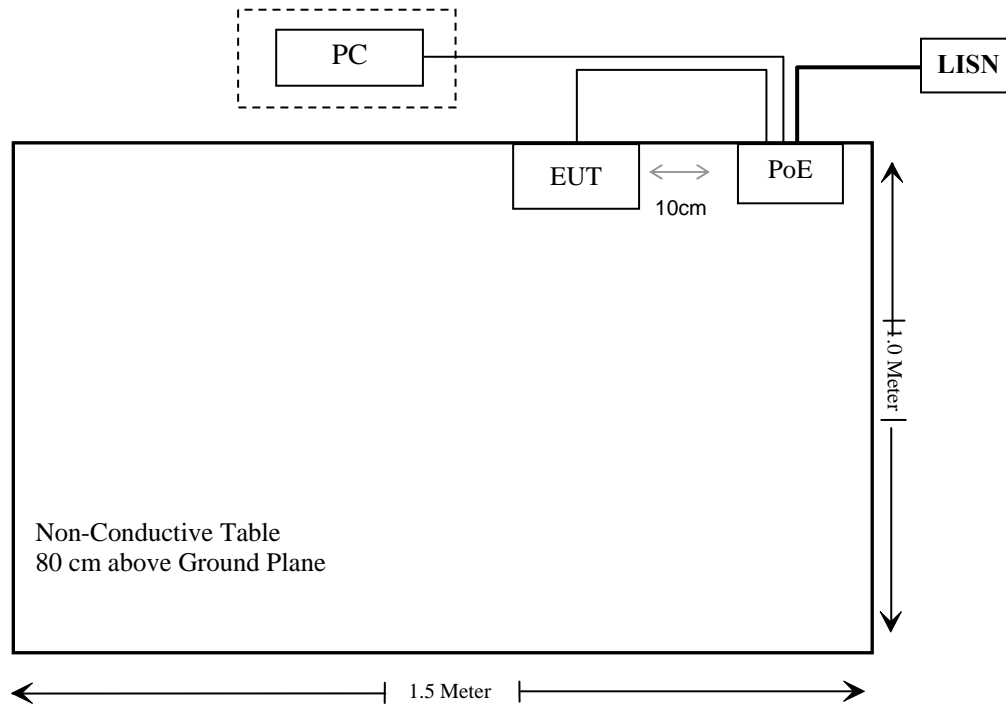 PC
LISN
EUT
PoE
10cm
1.0 Meter
Non-Conductive Table
80 cm above Ground Plane
1.5 Meter